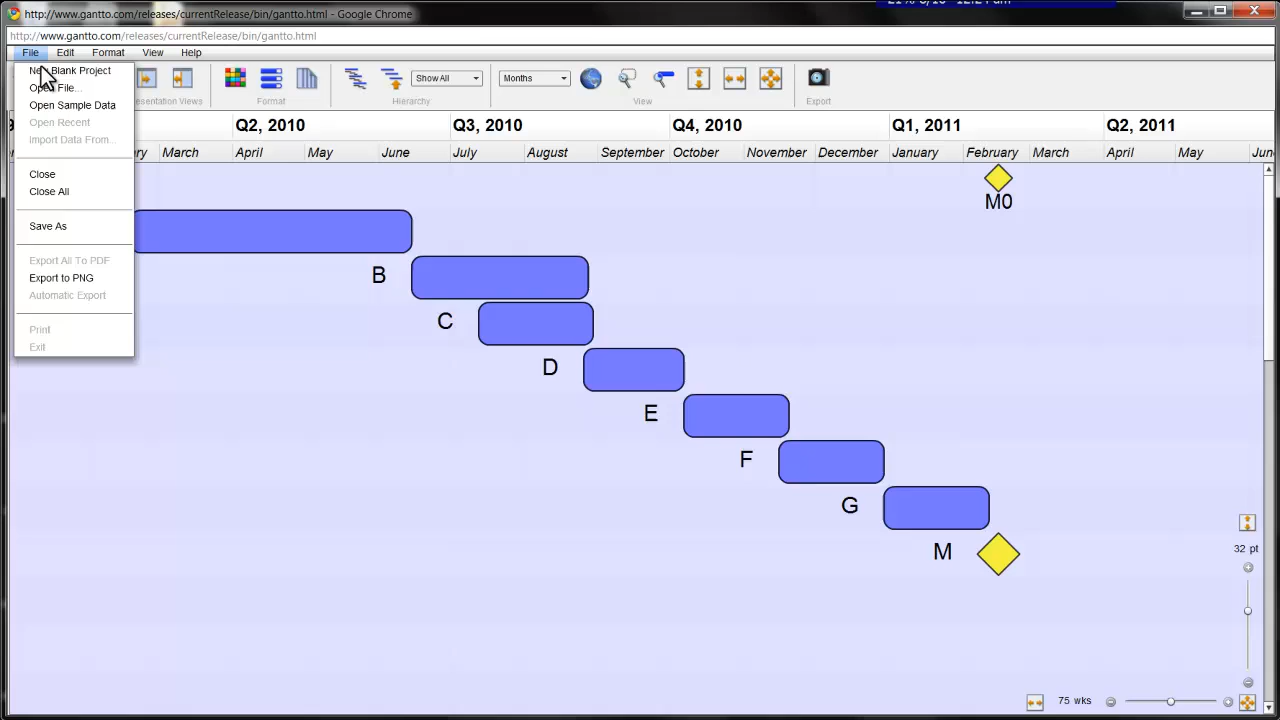 http://www.gantto.com/releases/currentRelease/bin/gantto.html - Google Chrome
http://www.gantto.com/releases/currentRelease/bin/gantto.html
File Edit Format View Help
New Blank Project
Open File...
Open Sample Data
Open Recent
Import Data From...
Close
Close All
Save As
Export All To PDF
Export to PNG
Automatic Export
Print
Exit
Show All Months
Views Format Hierarchy View Export
Q2, 2010 Q3, 2010 Q4, 2010 Q1, 2011 Q2, 2011
March April May June July August September October November December January February March April May
M0
B
C
D
E
F
G
M
32 pt
75 wks